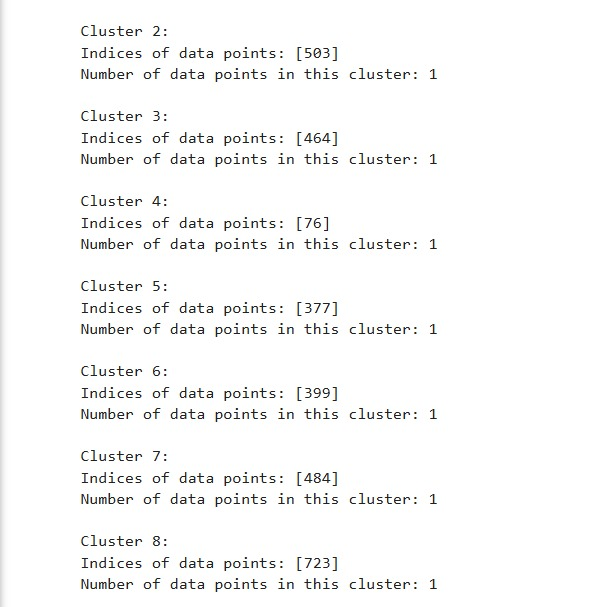 Cluster 2:
Indices of data points: [503]
Number of data points in this cluster: 1
Cluster 3:
Indices of data points: [464]
Number of data points in this cluster: 1
Cluster 4:
Indices of data points: [76]
Number of data points in this cluster: 1
Cluster 5:
Indices of data points: [377]
Number of data points in this cluster: 1
Cluster 6:
Indices of data points: [399]
Number of data points in this cluster: 1
Cluster 7:
Indices of data points: [484]
Number of data points in this cluster: 1
Cluster 8:
Indices of data points: [723]
Number of data points in this cluster: 1